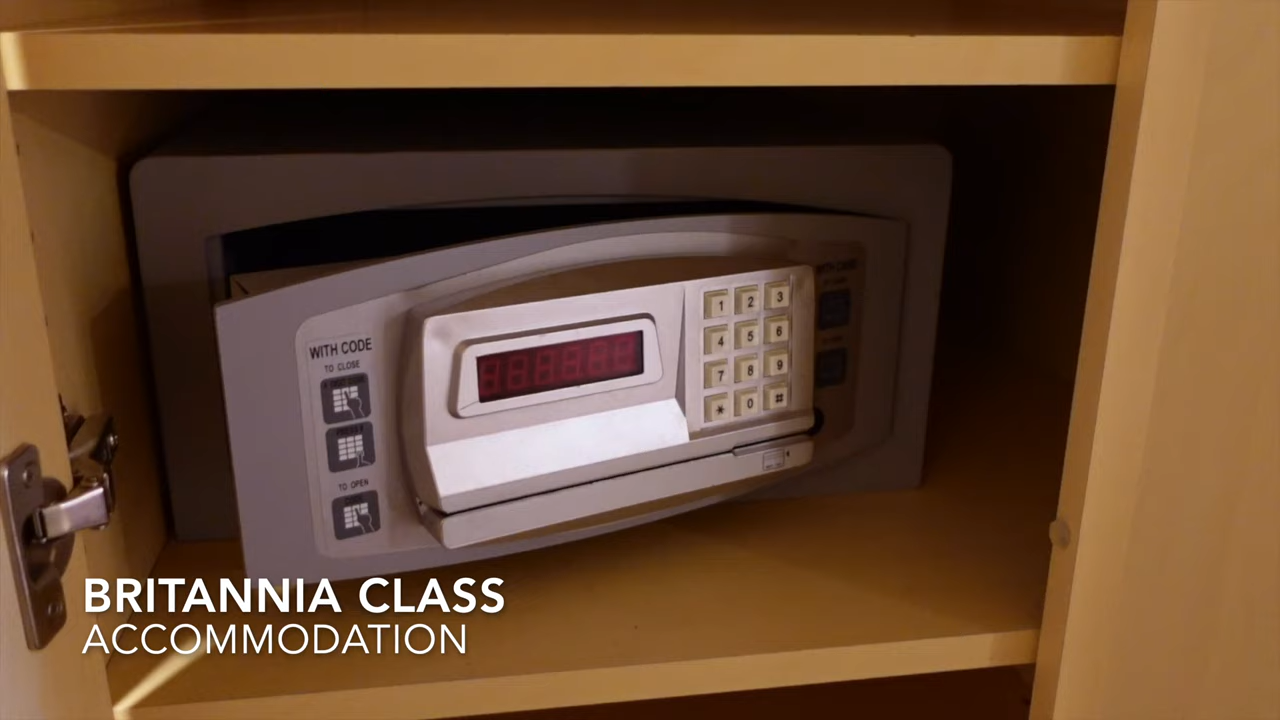 WITH CODE
TO CLOSE
TO OPEN
1 2 3
4 5 6
7 8 9
* 0 #
BRITANNIA CLASS
ACCOMMODATION